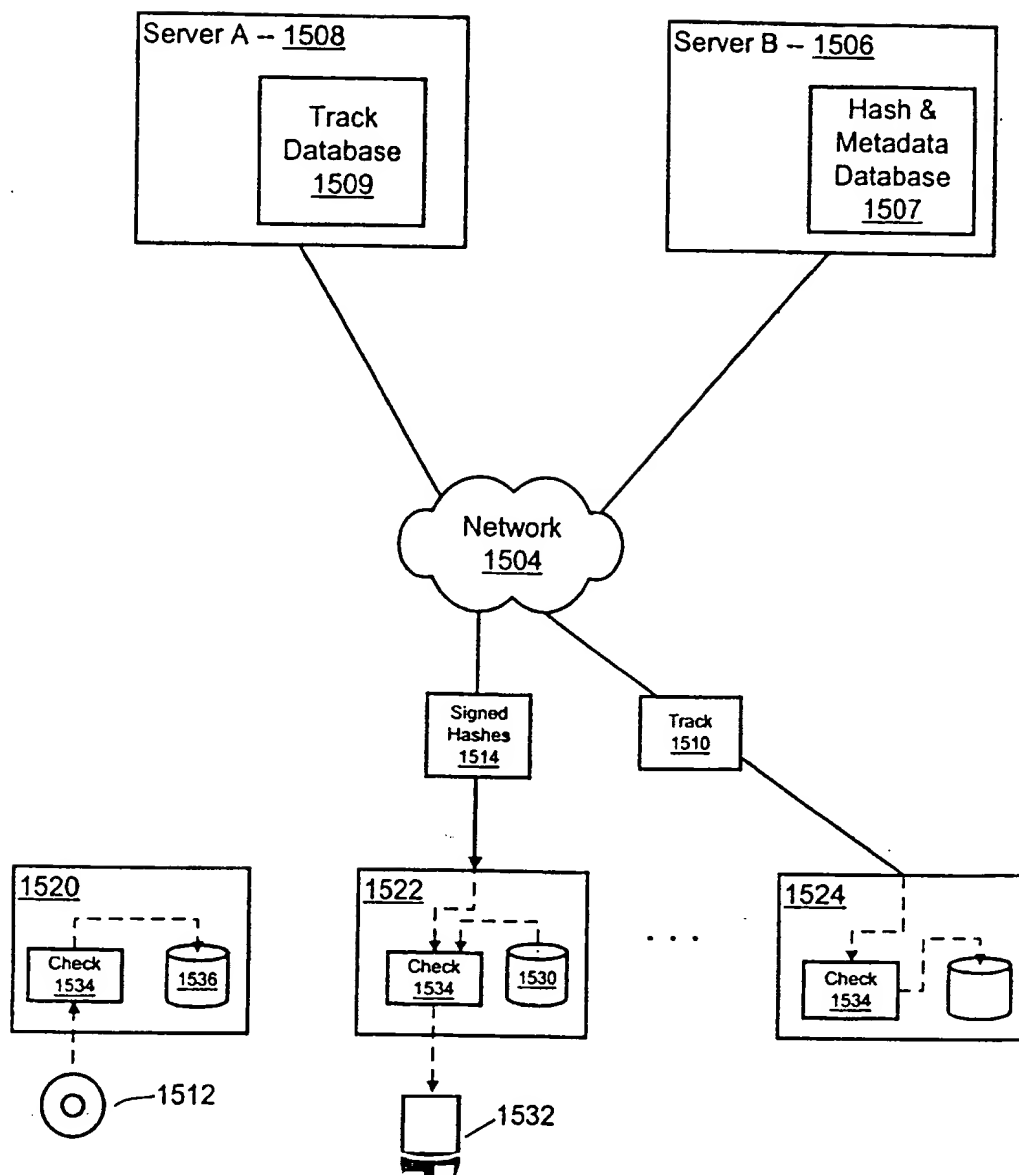 Server A – 1508
Track
Database
1509
Server B – 1506
Hash &
Metadata
Database
1507
Network
1504
Signed
Hashes
1514
Track
1510
1520
Check
1534
1536
1512
1522
Check
1534
1530
1532
. . .
1524
Check
1534